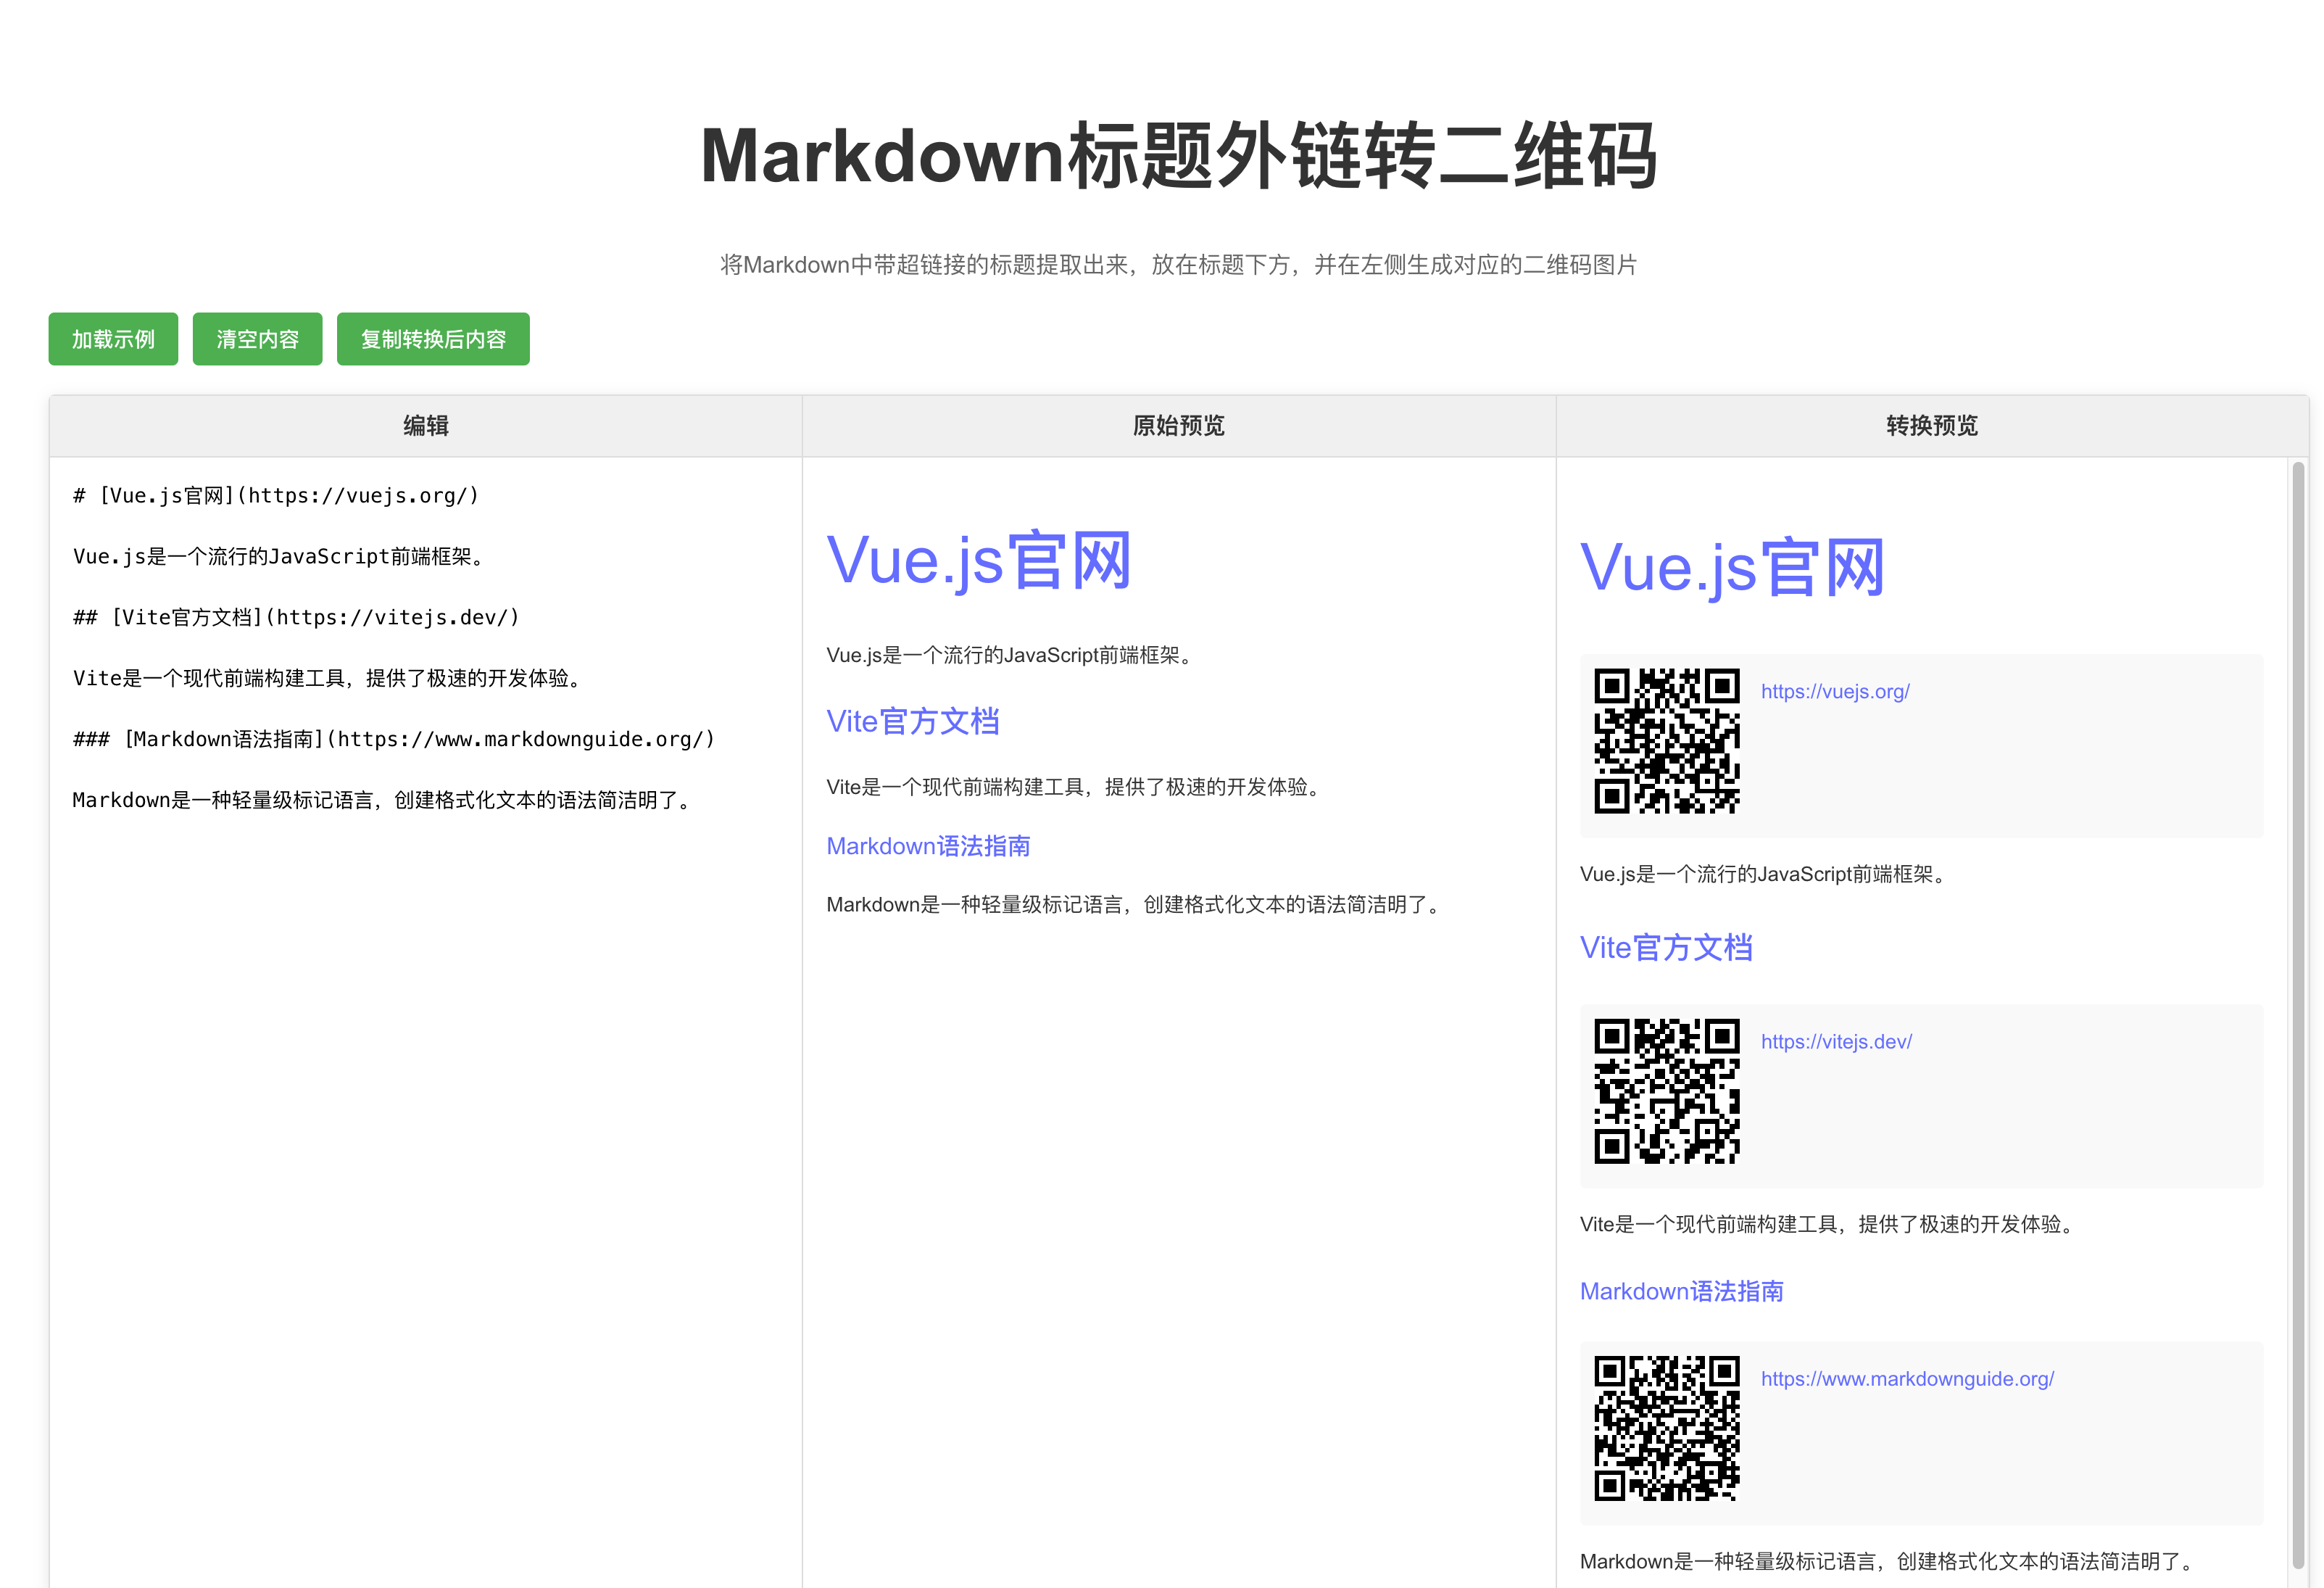 Markdown标题外链转二维码
将Markdown中带超链接的标题提取出来，放在标题下方，并在左侧生成对应的二维码图片
加载示例
清空内容
复制转换后内容
编辑
# [Vue.js官网](https://vuejs.org/)
Vue.js是一个流行的JavaScript前端框架。
## [Vite官方文档](https://vitejs.dev/)
Vite是一个现代前端构建工具，提供了极速的开发体验。
### [Markdown语法指南](https://www.markdownguide.org/)
Markdown是一种轻量级标记语言，创建格式化文本的语法简洁明了。
原始预览
Vue.js官网
Vue.js是一个流行的JavaScript前端框架。
Vite官方文档
Vite是一个现代前端构建工具，提供了极速的开发体验。
Markdown语法指南
Markdown是一种轻量级标记语言，创建格式化文本的语法简洁明了。
转换预览
Vue.js官网
https://vuejs.org/
Vue.js是一个流行的JavaScript前端框架。
Vite官方文档
https://vitejs.dev/
Vite是一个现代前端构建工具，提供了极速的开发体验。
Markdown语法指南
https://www.markdownguide.org/
Markdown是一种轻量级标记语言，创建格式化文本的语法简洁明了。